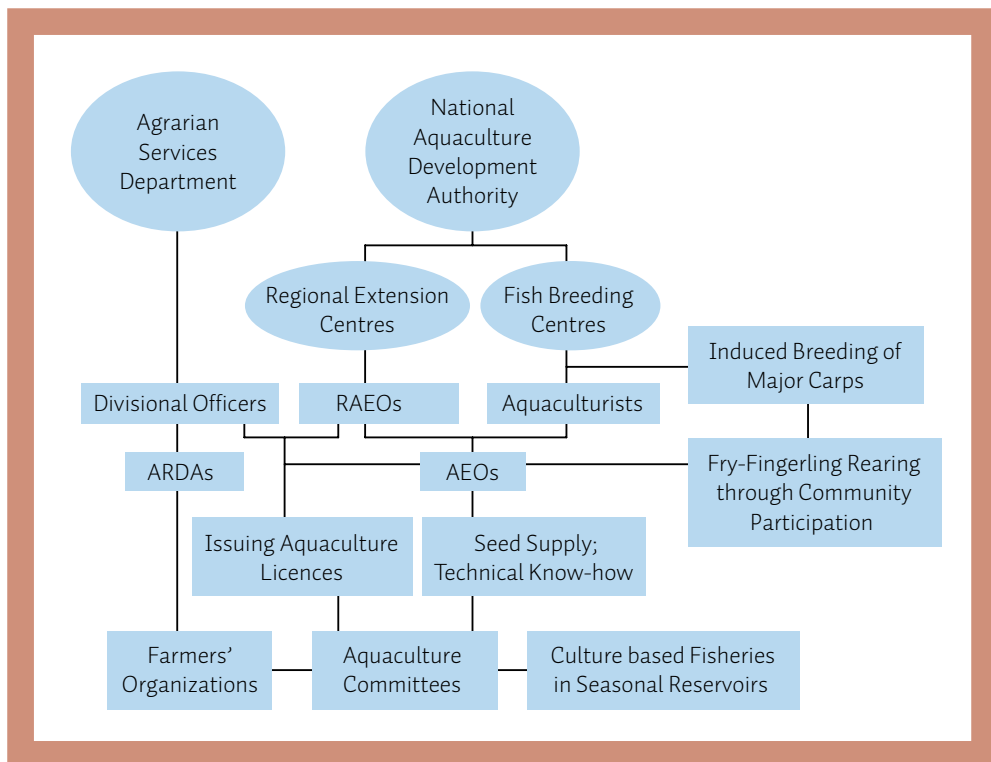 Agrarian
Services
Department
National
Aquaculture
Development
Authority
Regional Extension
Centres
Fish Breeding
Centres
Induced Breeding of
Major Carps
Divisional Officers
RAEOs
Aquaculturists
ARDAs
AEOs
Fry-Fingerling Rearing
through Community
Participation
Issuing Aquaculture
Licences
Seed Supply;
Technical Know-how
Farmers’
Organizations
Aquaculture
Committees
Culture based Fisheries
in Seasonal Reservoirs